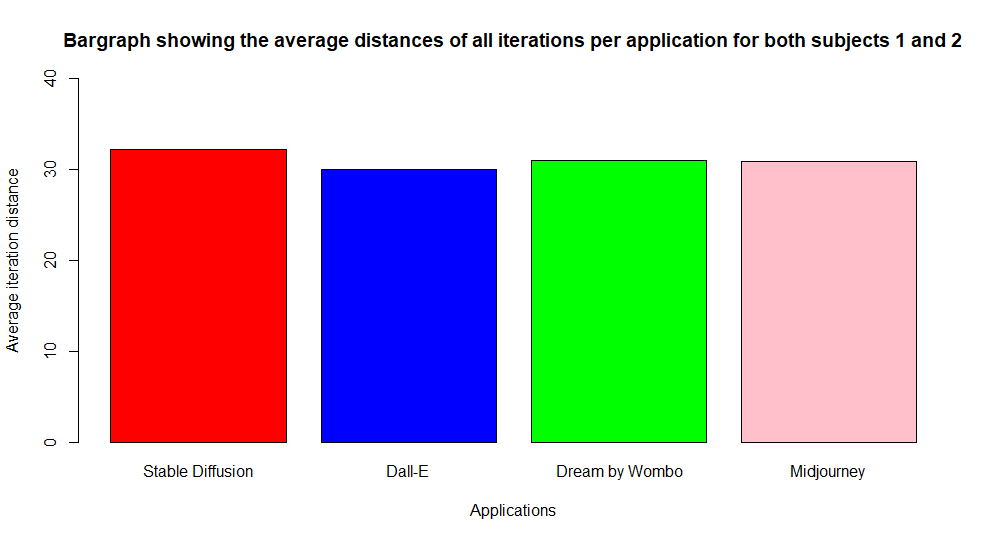 Bargraph showing the average distances of all iterations per application for both subjects 1 and 2
Average iteration distance
40
30
20
10
0
Stable Diffusion
Dall-E
Dream by Wombo
Midjourney
Applications